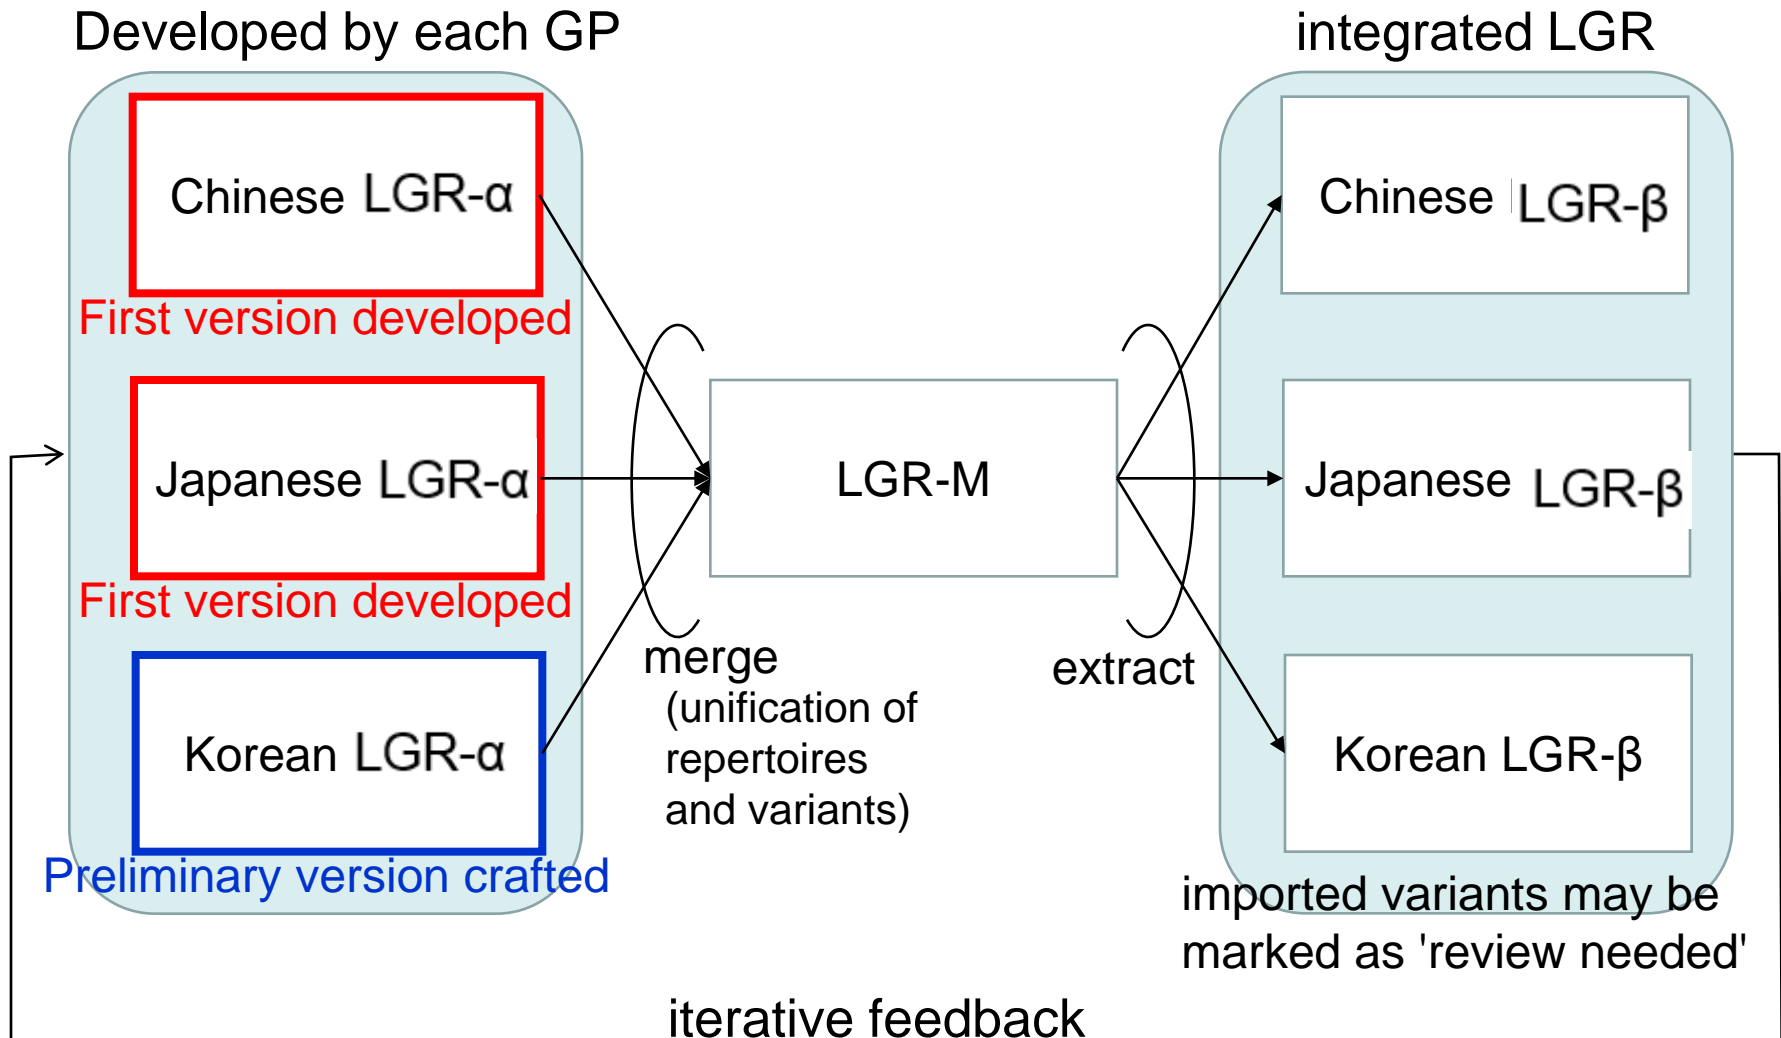 Developed by each GP
Chinese LGR-α
First version developed
Japanese LGR-α
First version developed
Korean LGR-α
Preliminary version crafted
merge
(unification of
repertoires
and variants)
LGR-M
extract
integrated LGR
Chinese LGR-β
Japanese LGR-β
Korean LGR-β
imported variants may be
marked as 'review needed'
iterative feedback